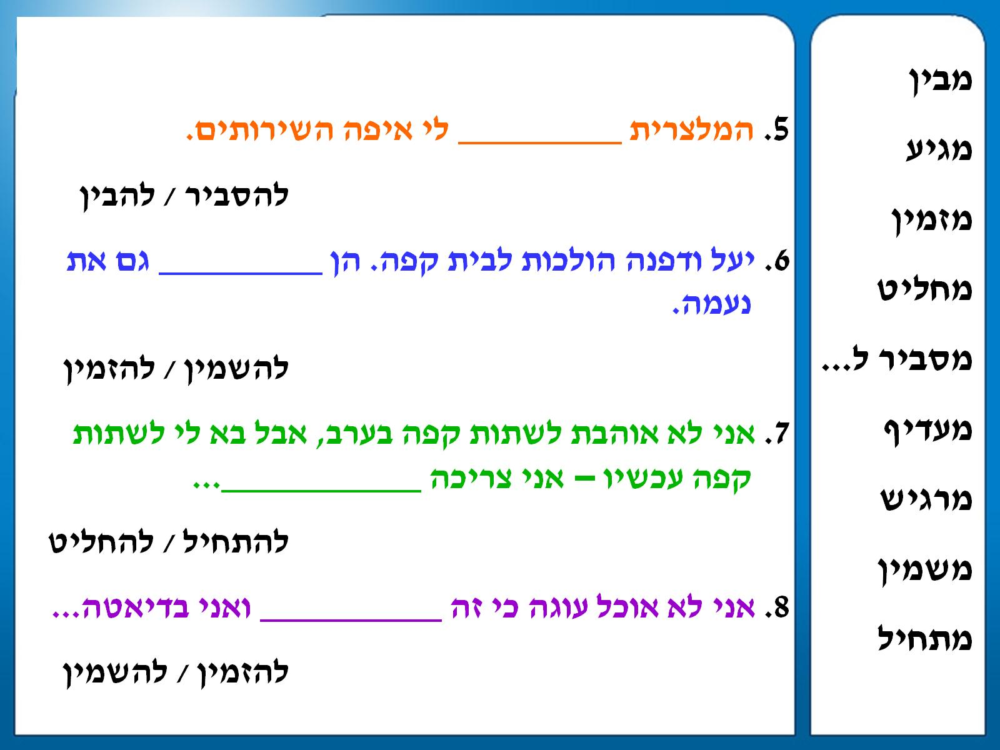 5. המלצרית __________ לי איפה השירותים.
להסביר / להבין
6. יעל ודפנה הולכות לבית קפה. הן __________ גם את
נעמה.
להשמין / להזמין
7. אני לא אוהבת לשתות קפה בערב, אבל בא לי לשתות
קפה עכשיו – אני צריכה ____________...
להתחיל / להחליט
8. אני לא אוכל עוגה כי זה ___________ ואני בדיאטה...
להזמין / להשמין
מבין
מגיע
מזמין
מחליט
מסביר ל...
מעדיף
מרגיש
משמין
מתחיל